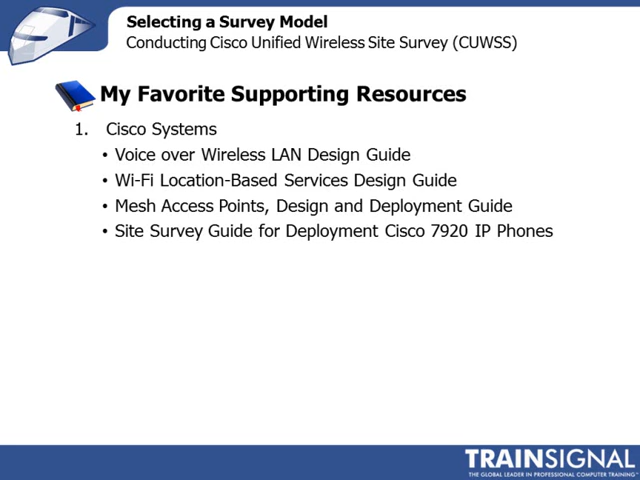 Selecting a Survey Model
Conducting Cisco Unified Wireless Site Survey (CUWSS)
My Favorite Supporting Resources
1. Cisco Systems
• Voice over Wireless LAN Design Guide
• Wi-Fi Location-Based Services Design Guide
• Mesh Access Points, Design and Deployment Guide
• Site Survey Guide for Deployment Cisco 7920 IP Phones
TRAINSIGNAL
THE GLOBAL LEADER IN PROFESSIONAL COMPUTER TRAINING™